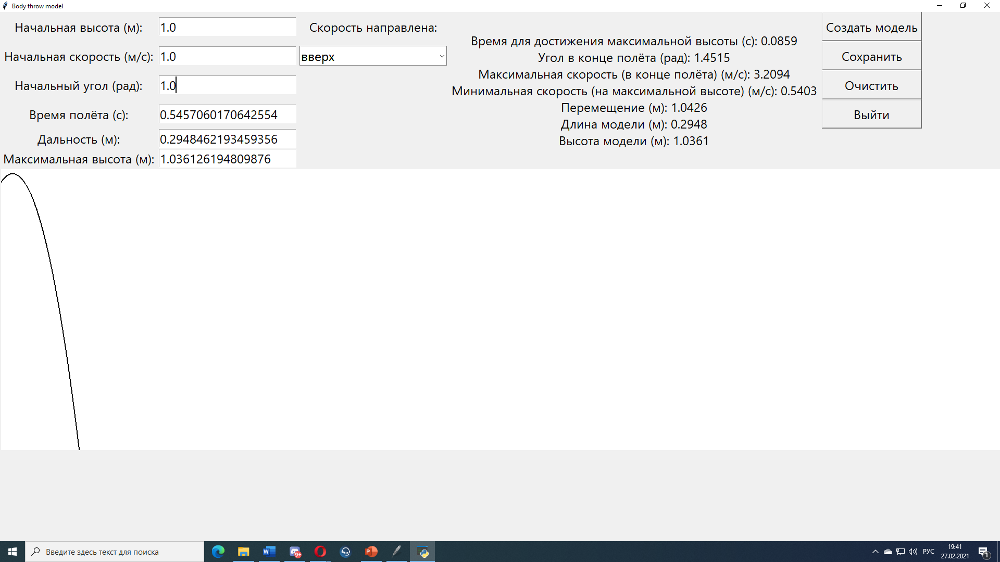 Body throw model
Начальная высота (м):
1.0
Скорость направлена:
Начальная скорость (м/с):
1.0
вверх
Начальный угол (рад):
1.0
Время полёта (с):
0.5457060170642554
Дальность (м):
0.2948462193459356
Максимальная высота (м):
1.036126194809876
Время для достижения максимальной высоты (с): 0.0859
Угол в конце полёта (рад): 1.4515
Максимальная скорость (в конце полёта) (м/с): 3.2094
Минимальная скорость (на максимальной высоте) (м/с): 0.5403
Перемещение (м): 1.0426
Длина модели (м): 0.2948
Высота модели (м): 1.0361
Создать модель
Сохранить
Очистить
Выйти
Введите здесь текст для поиска
W
9+
P
РУС
19:41
27.02.2021
1